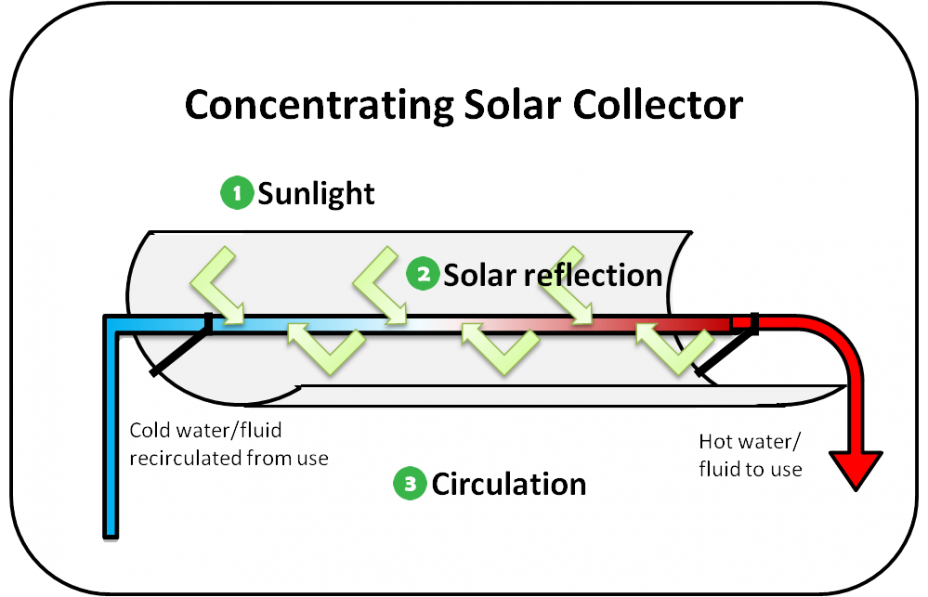 Concentrating Solar Collector
1 Sunlight
2 Solar reflection
Cold water/fluid
recirculated from use
Hot water/
fluid to use
3 Circulation